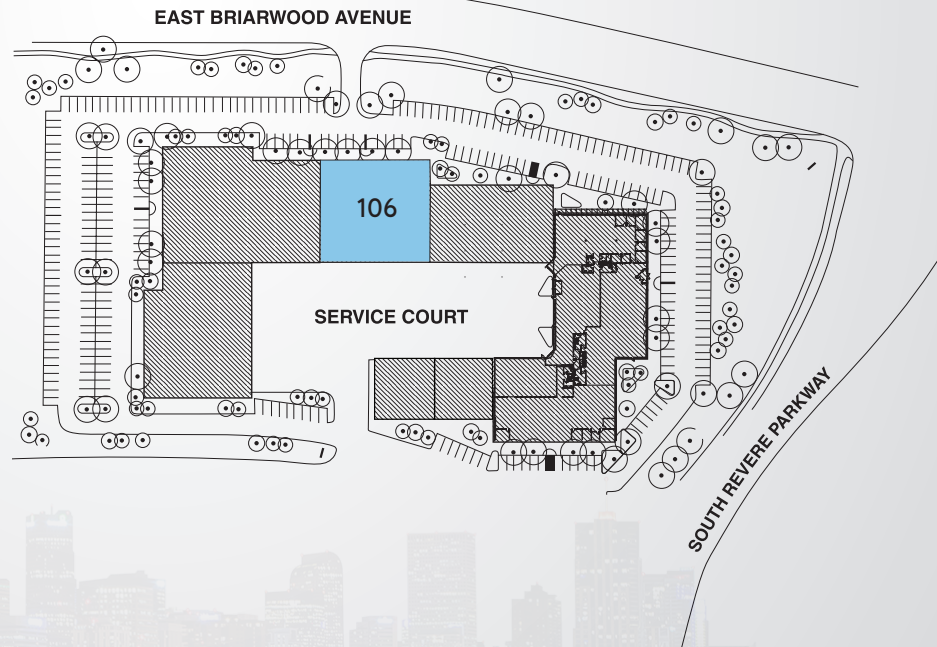 EAST BRIARWOOD AVENUE
106
SERVICE COURT
SOUTH REVERE PARKWAY